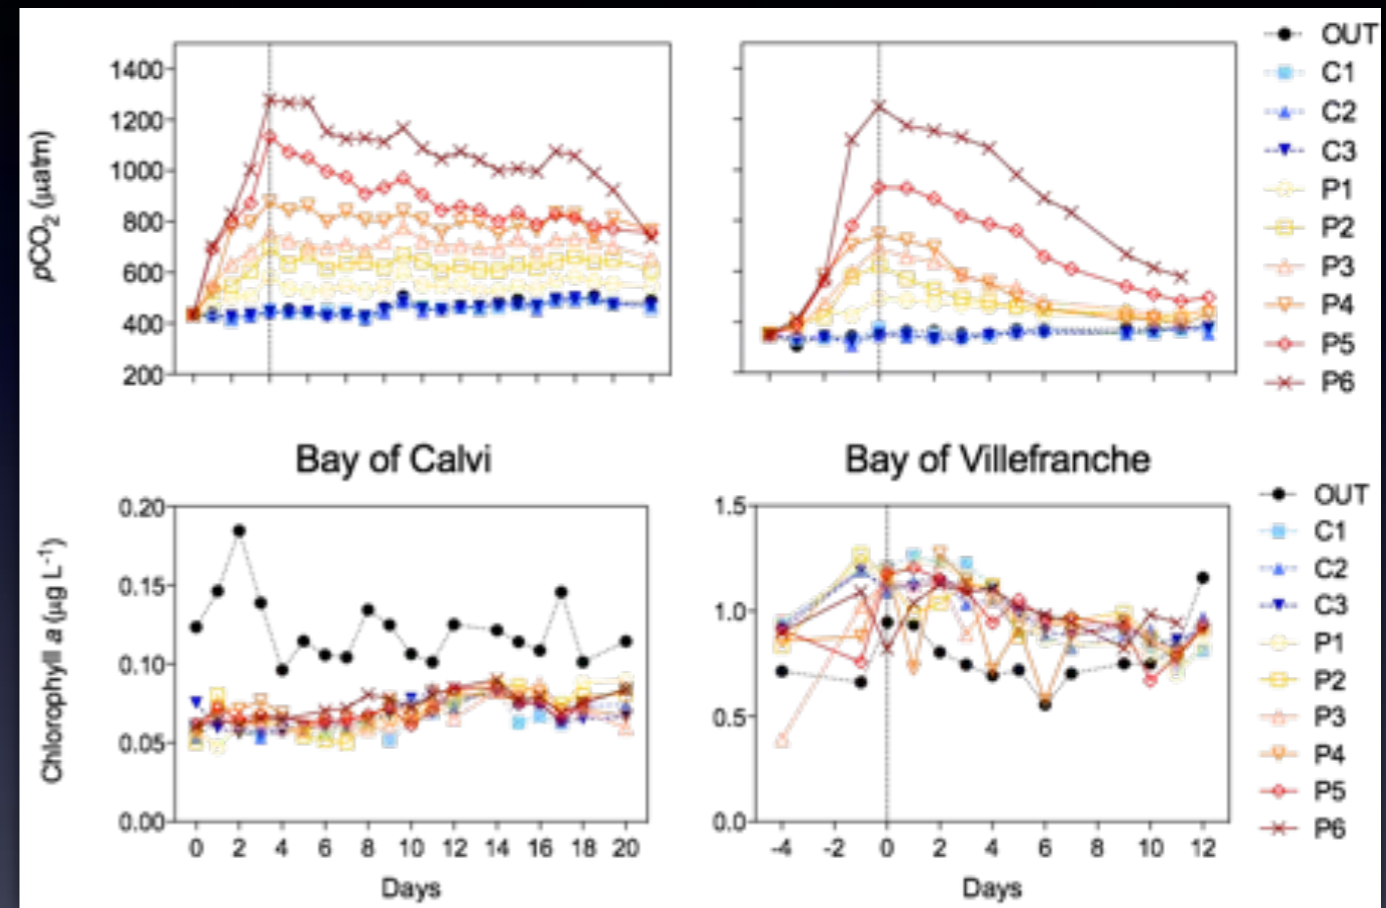 pCO2 (µatm)
1400
1200
1000
800
600
400
200
OUT
C1
C2
C3
P1
P2
P3
P4
P5
P6
Bay of Calvi
Bay of Villefranche
Chlorophyll a (µg L-1)
0.20
0.15
0.10
0.05
0.00
0 2 4 6 8 10 12 14 16 18 20
Days
1.5
1.0
0.5
0.0
-4 -2 0 2 4 6 8 10 12
Days
OUT
C1
C2
C3
P1
P2
P3
P4
P5
P6